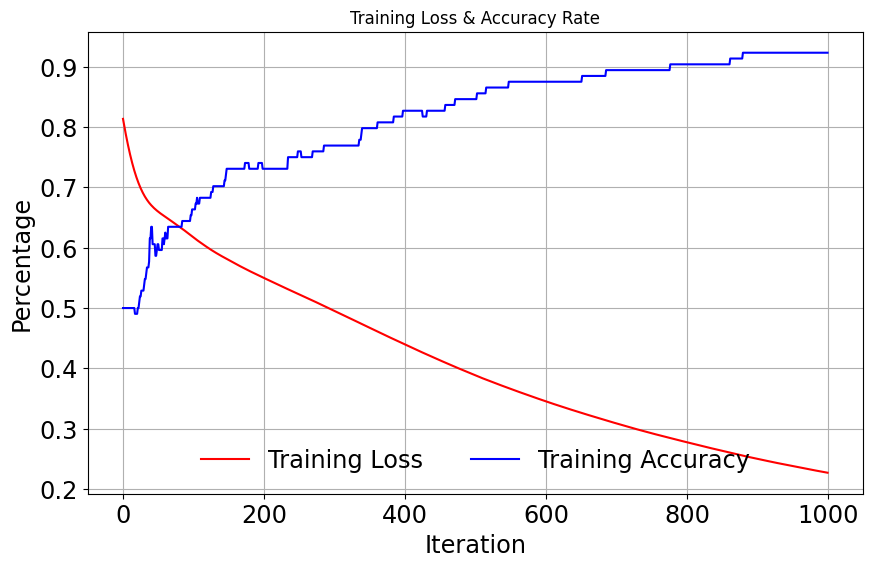 Training Loss & Accuracy Rate
Percentage
0.9
0.8
0.7
0.6
0.5
0.4
0.3
0.2
Training Loss
Training Accuracy
0
200
400
600
800
1000
Iteration